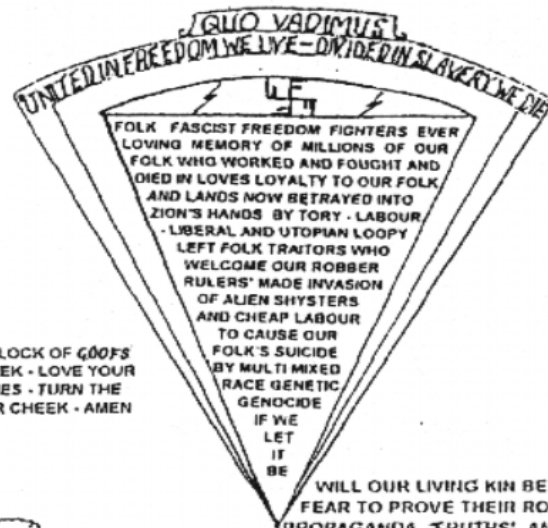 QUO VADIMUS
UNITED IN FREEDOM WE LIVE - DIVIDED IN SLAVERY WE DIE
FOLK FASCIST FREEDOM FIGHTERS EVER
LOVING MEMORY OF MILLIONS OF OUR
FOLK WHO WORKED AND FOUGHT AND
DIED IN LOVES LOYALTY TO OUR FOLK
AND LANDS NOW BETRAYED INTO
ZION'S HANDS BY TORY - LABOUR
- LIBERAL AND UTOPIAN LOOPY
LEFT FOLK TRAITORS WHO
WELCOME OUR ROBBER
RULERS' MADE INVASION
OF ALIEN SHYSTERS
AND CHEAP LABOUR
TO CAUSE OUR
FOLK'S SUICIDE
BY MULTI MIXED
RACE GENETIC
GENOCIDE
IF WE
LET
IT
BE
LOCK OF GOOFS
EK - LOVE YOUR
ES - TURN THE
R CHEEK - AMEN
WILL OUR LIVING KIN BE
FEAR TO PROVE THEIR RO
PROPAGANDA 'TRUTHS' A